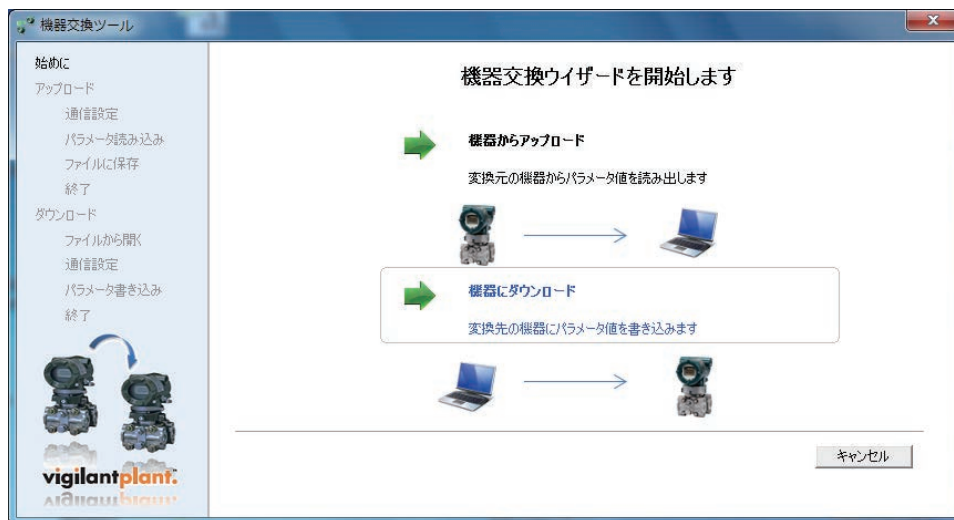 機器交換ツール
始めに
アップロード
通信設定
パラメータ読み込み
ファイルに保存
終了
ダウンロード
ファイルから開く
通信設定
パラメータ書き込み
終了
vigilantplant.
機器交換ウイザードを開始します
機器からアップロード
変換元の機器からパラメータ値を読み出します
機器にダウンロード
変換先の機器にパラメータ値を書き込みます
キャンセル